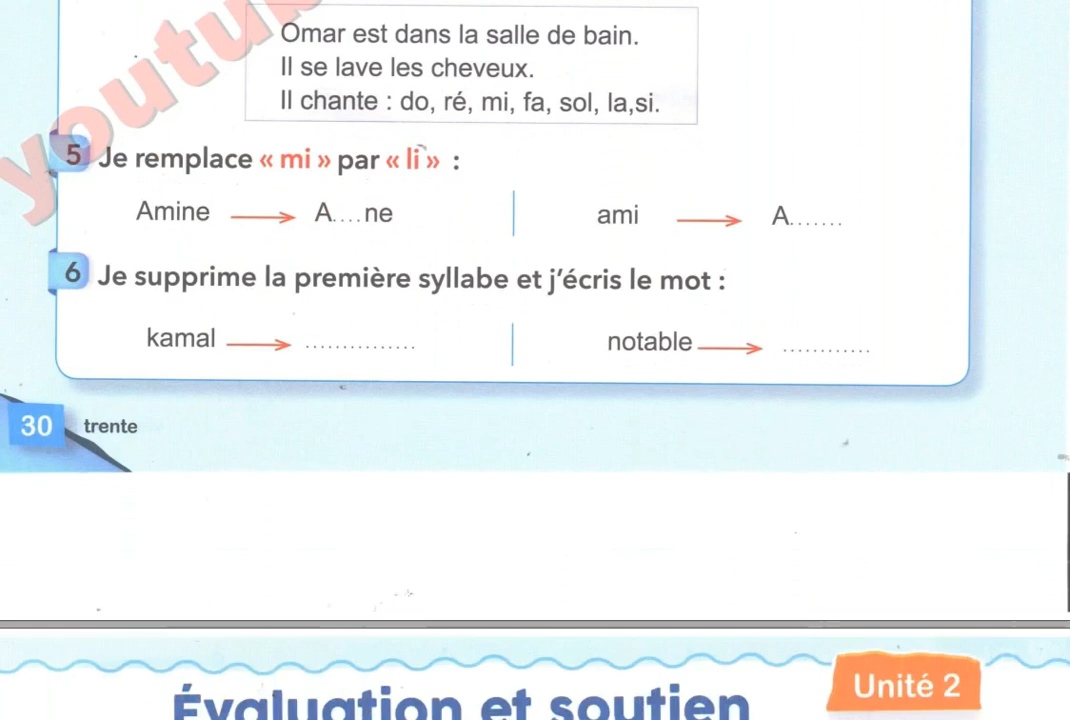 youtu
Omar est dans la salle de bain.
Il se lave les cheveux.
Il chante : do, ré, mi, fa, sol, la,si.
5 Je remplace « mi » par « li » :
Amine A....ne ami A.......
6 Je supprime la première syllabe et j'écris le mot :
kamal ............... notable ............
30 trente
Unité 2
Évaluation et soutien